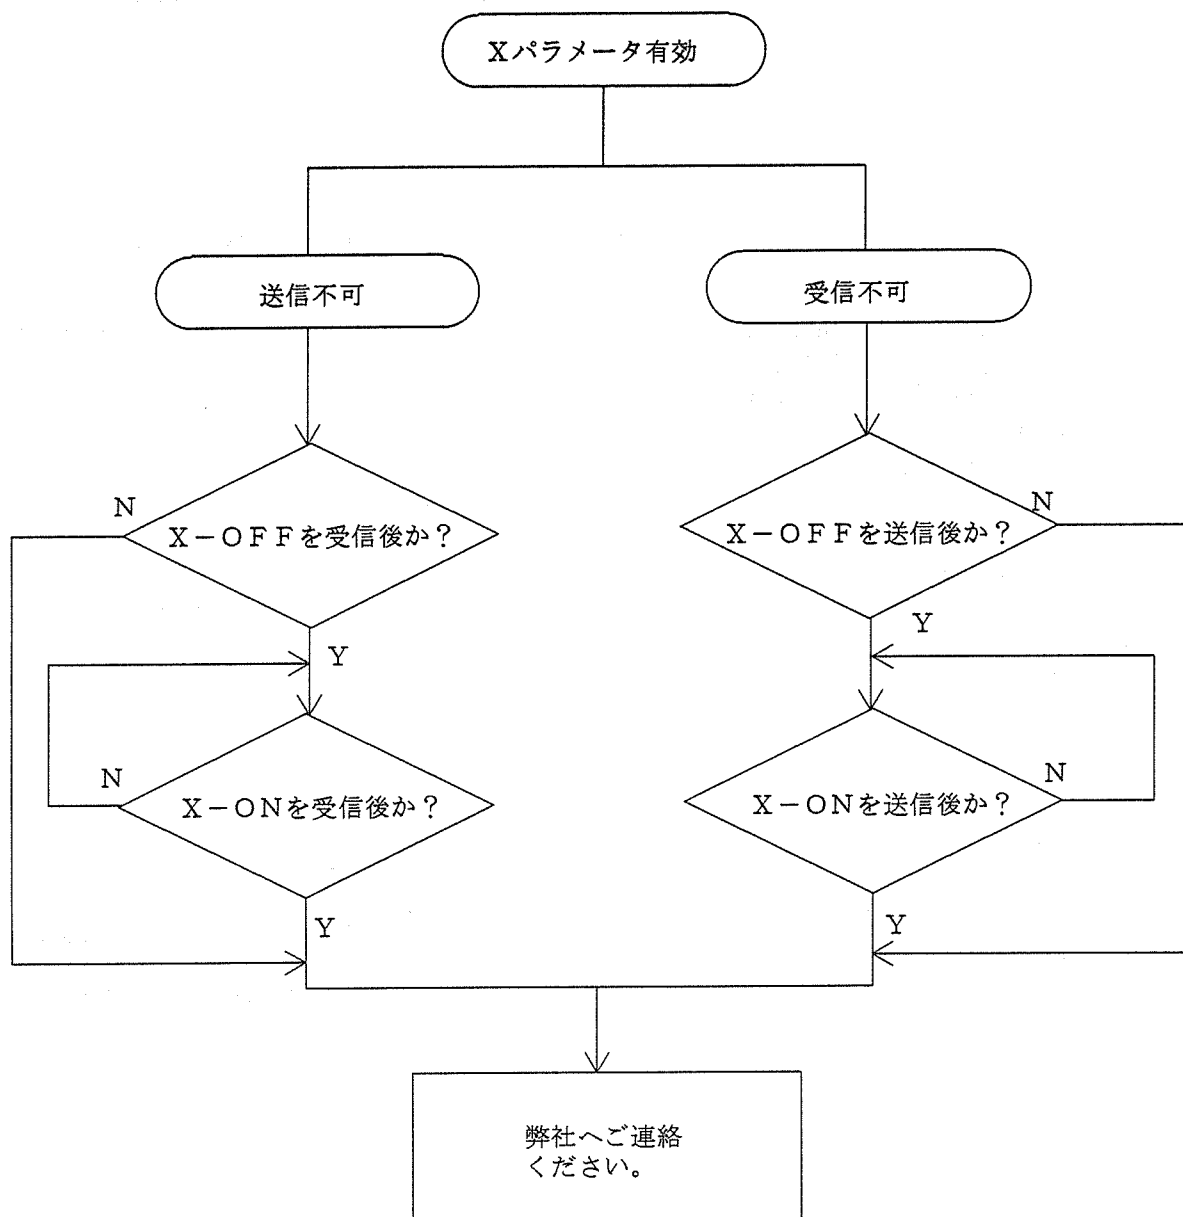 Xパラメータ有効
送信不可
受信不可
N
X－OFFを受信後か？
N
X－OFFを送信後か？
Y
Y
N
X－ONを受信後か？
N
X－ONを送信後か？
Y
Y
弊社へご連絡
ください。